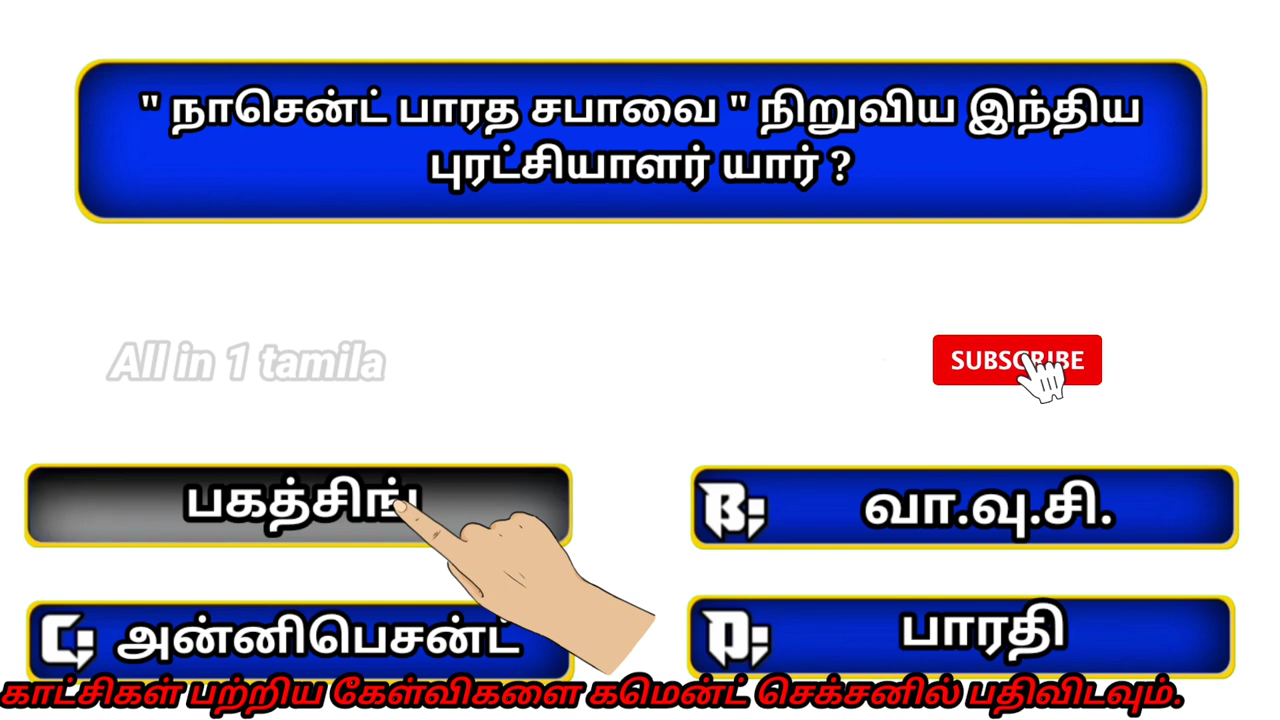 " நாசென்ட் பாரத சபாவை " நிறுவிய இந்திய
புரட்சியாளர் யார் ?
All in 1 tamila
SUBSCRIBE
பகத்சிங்
B; வா.வு.சி.
C; அன்னிபெசன்ட்
D; பாரதி
காட்சிகள் பற்றிய கேள்விகளை கமென்ட் செக்சனில் பதிவிடவும்.